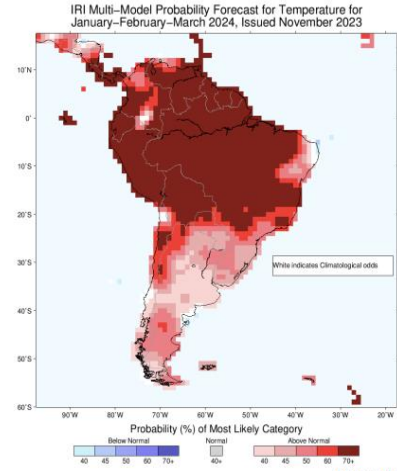 IRI Multi-Model Probability Forecast for Temperature for
January-February-March 2024, Issued November 2023
10°N
0°
10°S
20°S
White indicates Climatological odds
30°S
40°S
50°S
60°S
90°W 80°W 70°W 60°W 50°W 40°W 30°W 20°W
Probability (%) of Most Likely Category
Below Normal Normal Above Normal
40 45 50 60 70+ 40+ 40 45 50 60 70+